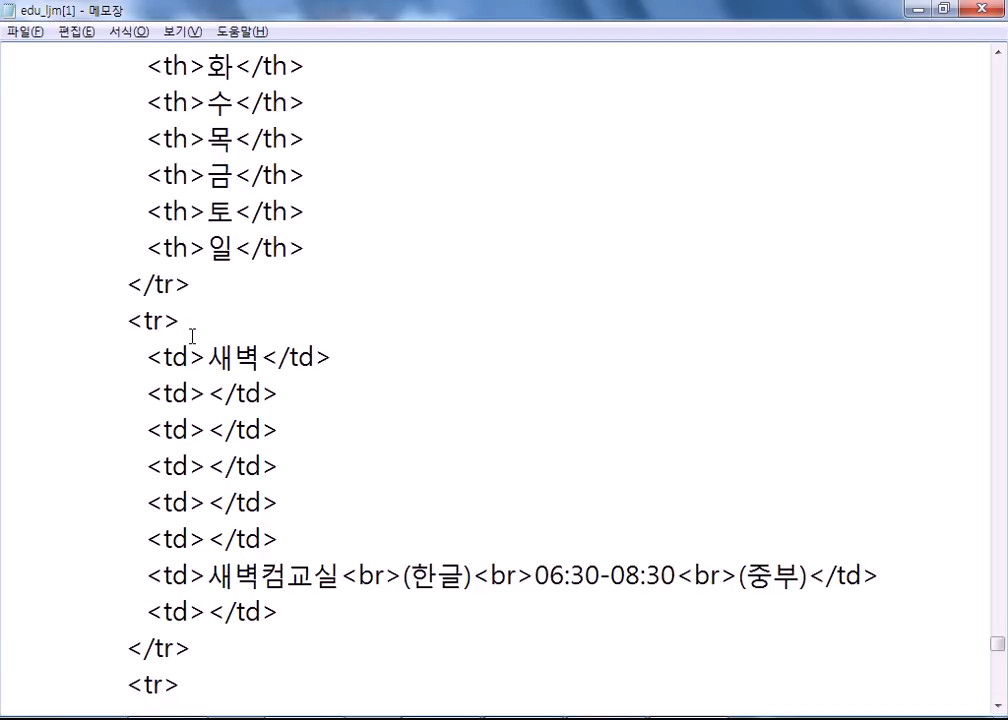 edu_ljm[1] - 메모장
파일(F) 편집(E) 서식(O) 보기(V) 도움말(H)
<th>화</th>
<th>수</th>
<th>목</th>
<th>금</th>
<th>토</th>
<th>일</th>
</tr>
<tr>
<td>새벽</td>
<td></td>
<td></td>
<td></td>
<td></td>
<td></td>
<td>새벽컴교실<br>(한글)<br>06:30-08:30<br>(중부)</td>
<td></td>
</tr>
<tr>